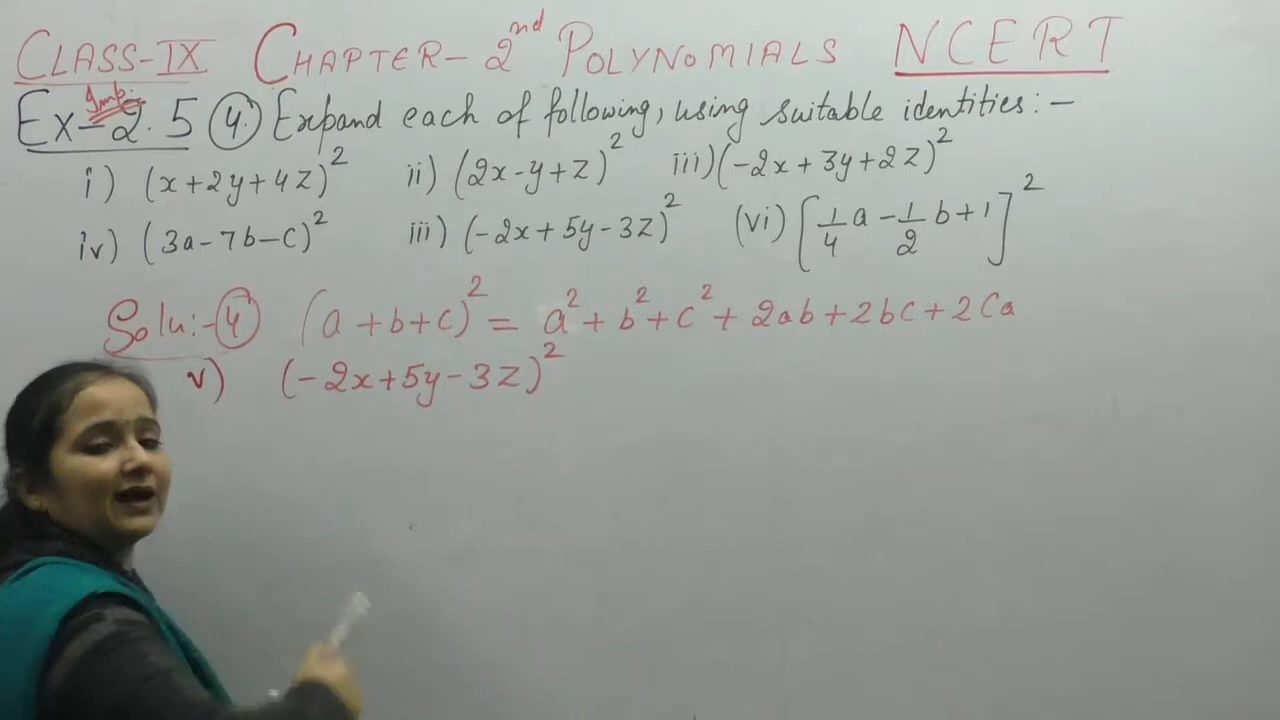 CLASS-IX CHAPTER-2nd POLYNOMIALS NCERT
Imp.
Ex-2.5 (4.) Expand each of following, using suitable identities:-
i) (x+2y+4z)² ii) (2x-y+z)² iii) (-2x+3y+2z)²
iv) (3a-7b-c)² iii) (-2x+5y-3z)² (vi) [1/4 a - 1/2 b+1]²
Solu:-(4) (a+b+c)² = a²+b²+c²+2ab+2bc+2ca
v) (-2x+5y-3z)²